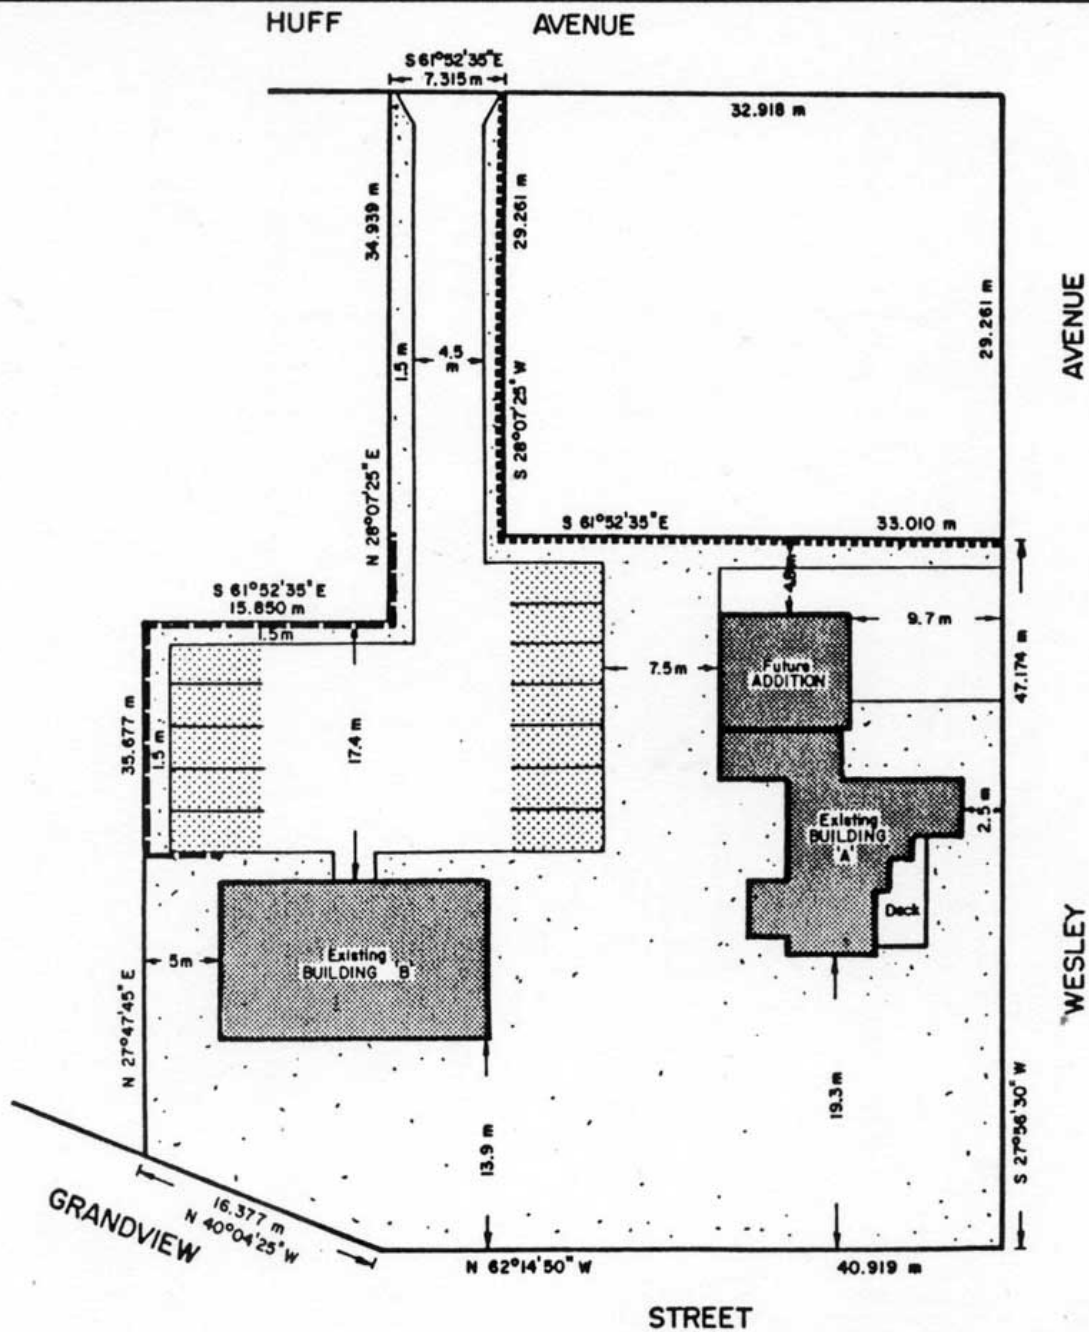 HUFF AVENUE
S 61°52'35" E
7.315 m
32.918 m
34.939 m
29.261 m
29.261 m
AVENUE
1.5 m
4.5
m
S 28°07'25" W
N 28°07'25" E
S 61°52'35" E
33.010 m
S 61°52'35" E
15.850 m
1.5 m
4.8m
9.7 m
7.5 m
Future
ADDITION
47.174 m
35.677 m
1.5 m
17.4 m
2.5 m
Existing
BUILDING
'A'
Deck
Existing
BUILDING 'B'
5m
WESLEY
N 27°47'45" E
19.3 m
S 27°56'30" W
13.9 m
16.377 m
N 40°04'25" W
GRANDVIEW
N 62°14'50" W
40.919 m
STREET